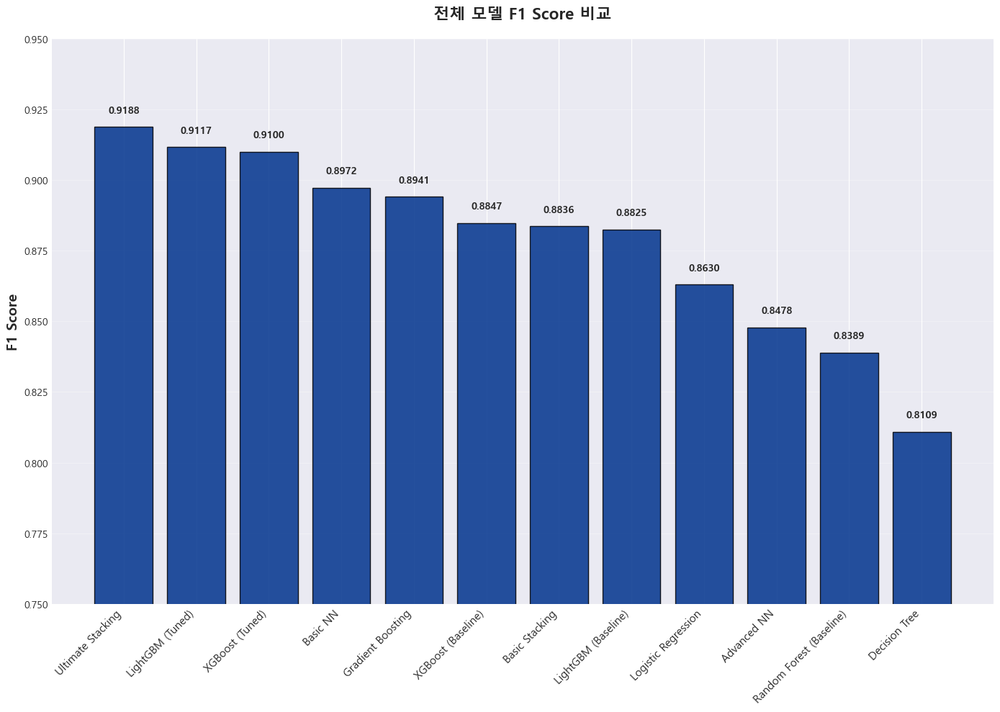 전체 모델 F1 Score 비교
F1 Score
0.950
0.925
0.900
0.875
0.850
0.825
0.800
0.775
0.750
0.9188
0.9117
0.9100
0.8972
0.8941
0.8847
0.8836
0.8825
0.8630
0.8478
0.8389
0.8109
Ultimate Stacking
LightGBM (Tuned)
XGBoost (Tuned)
Basic NN
Gradient Boosting
XGBoost (Baseline)
Basic Stacking
LightGBM (Baseline)
Logistic Regression
Advanced NN
Random Forest (Baseline)
Decision Tree